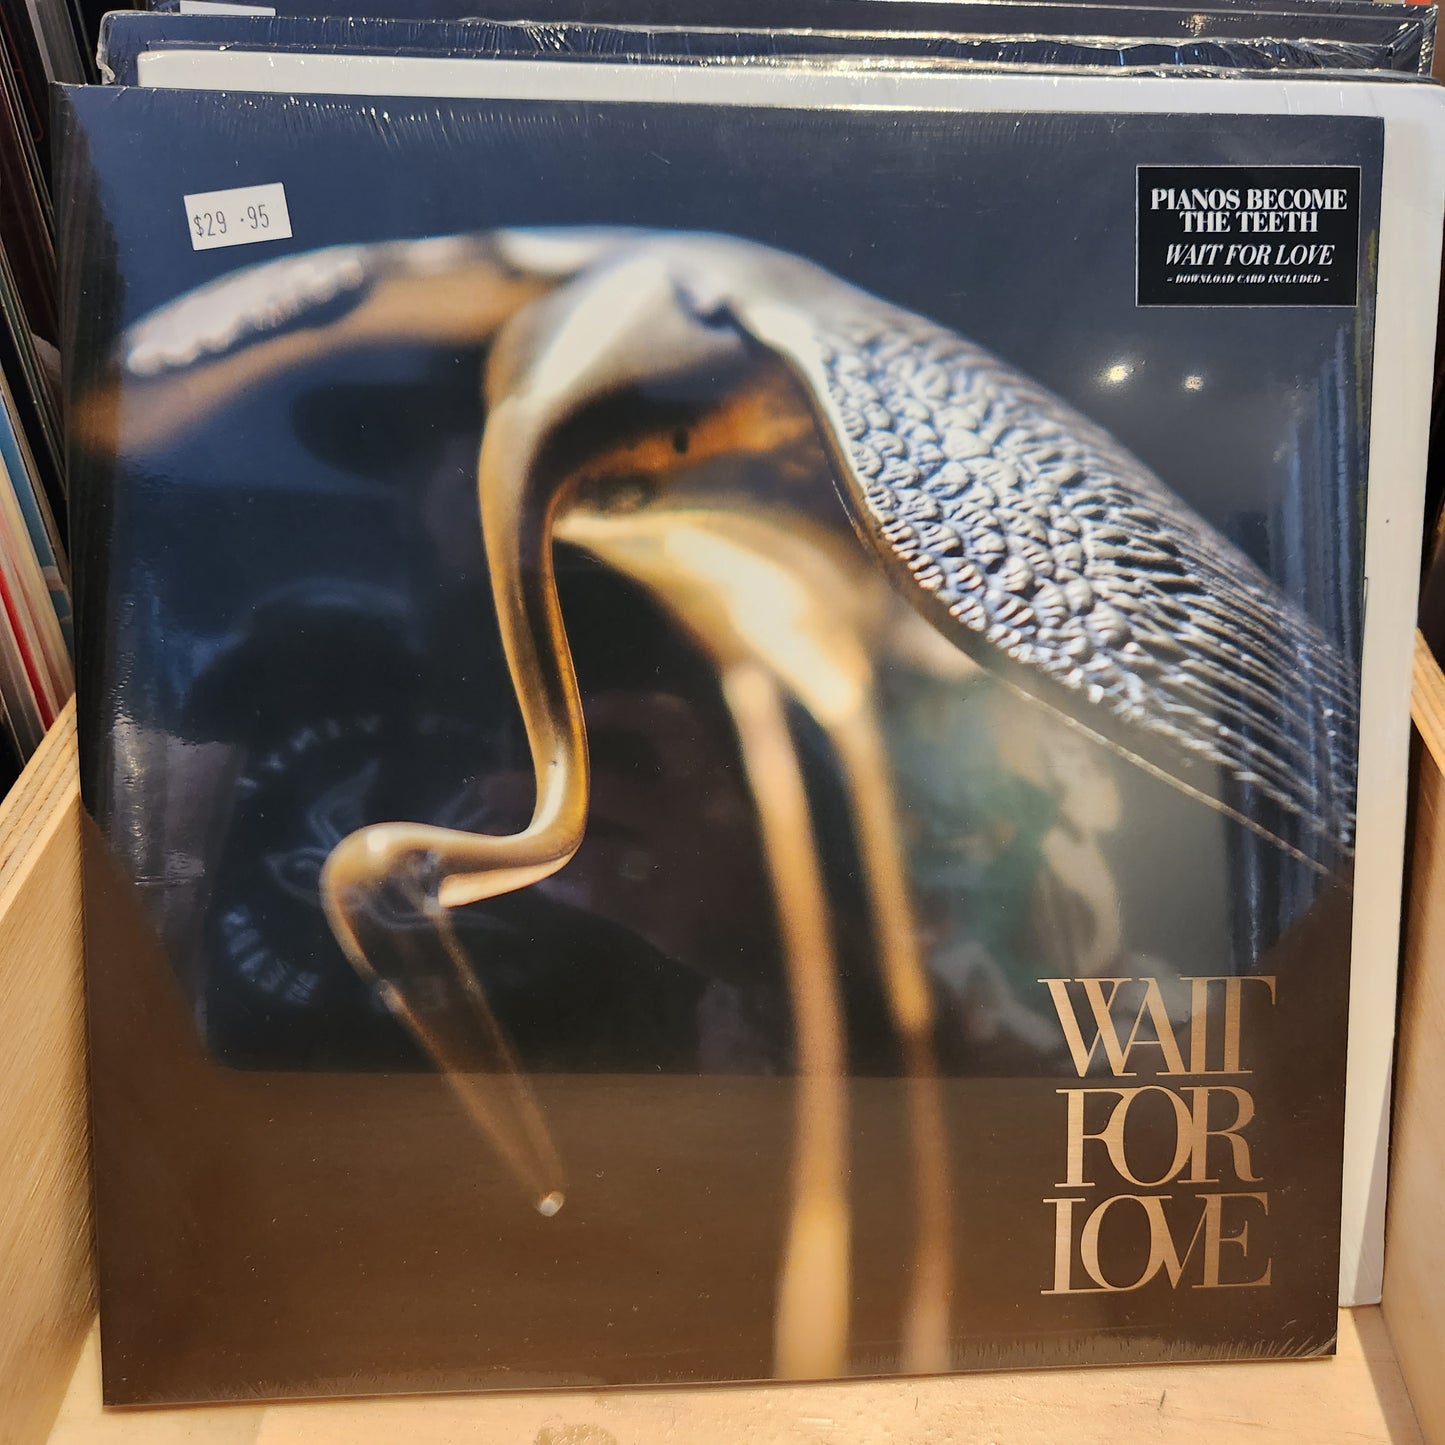 $29.95
PIANOS BECOME
THE TEETH
WAIT FOR LOVE
- DOWNLOAD CARD INCLUDED -
WAIT
FOR
LOVE